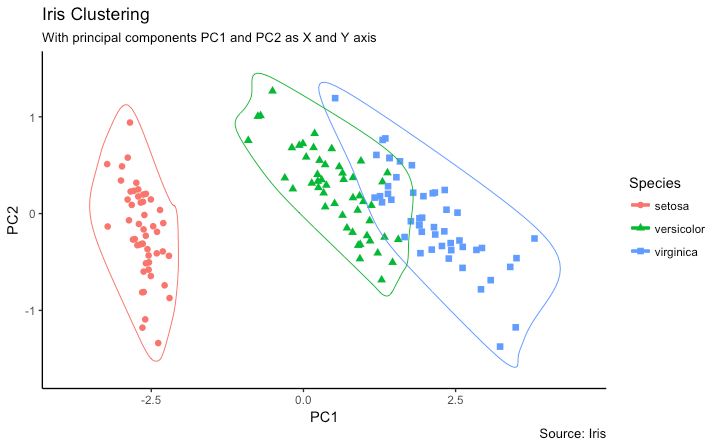 Iris Clustering
With principal components PC1 and PC2 as X and Y axis
1
0
-1
PC2
-2.5
0.0
2.5
PC1
Species
setosa
versicolor
virginica
Source: Iris